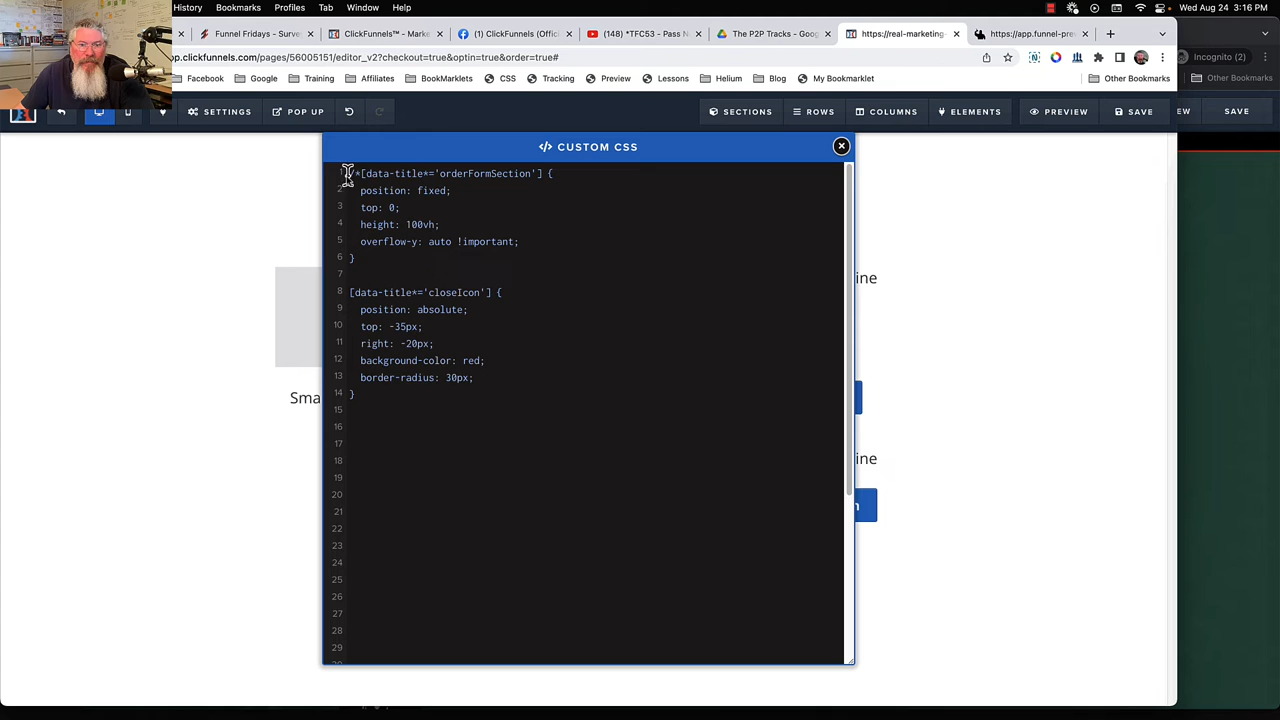 History Bookmarks Profiles Tab Window Help
Wed Aug 24 3:16 PM
Funnel Fridays - Surve
ClickFunnels™ - Marke
(1) ClickFunnels (Offici
(148) *TFC53 - Pass N
The P2P Tracks - Goog
https://real-marketing-
https://app.funnel-pre
p.clickfunnels.com/pages/56005151/editor_v2?checkout=true&optin=true&order=true#
Incognito (2)
Facebook Google Training Affiliates BookMarklets CSS Tracking Preview Lessons Helium Blog My Bookmarklet
Other Bookmarks
Other Bookmarks
SETTINGS POP UP SECTIONS ROWS COLUMNS ELEMENTS PREVIEW SAVE
EW SAVE
</> CUSTOM CSS
1 /*[data-title*='orderFormSection'] {
2 position: fixed;
3 top: 0;
4 height: 100vh;
5 overflow-y: auto !important;
6 }
7
8 [data-title*='closeIcon'] {
9 position: absolute;
10 top: -35px;
11 right: -20px;
12 background-color: red;
13 border-radius: 30px;
14 }
15
16
17
18
19
20
21
22
23
24
25
26
27
28
29
ine
Sma
ine
n